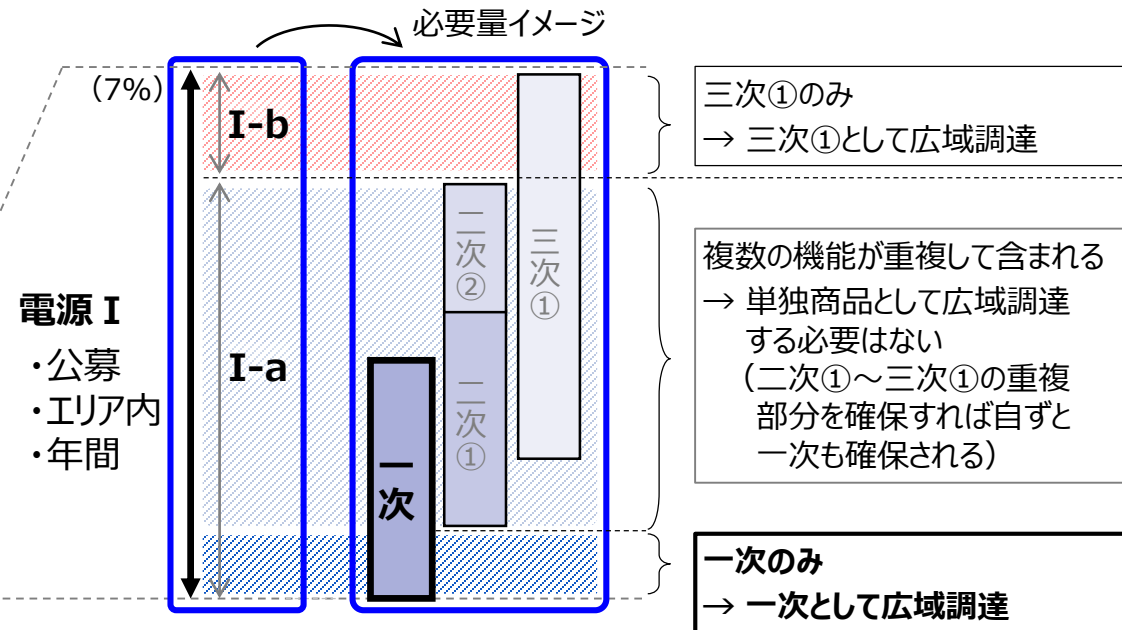 必要量イメージ
(7%)
I-b
I-a
電源Ⅰ
・公募
・エリア内
・年間
一次
二次②
二次①
三次①
三次①のみ
→ 三次①として広域調達
複数の機能が重複して含まれる
→ 単独商品として広域調達
する必要はない
(二次①～三次①の重複
部分を確保すれば自ずと
一次も確保される)
一次のみ
→ 一次として広域調達